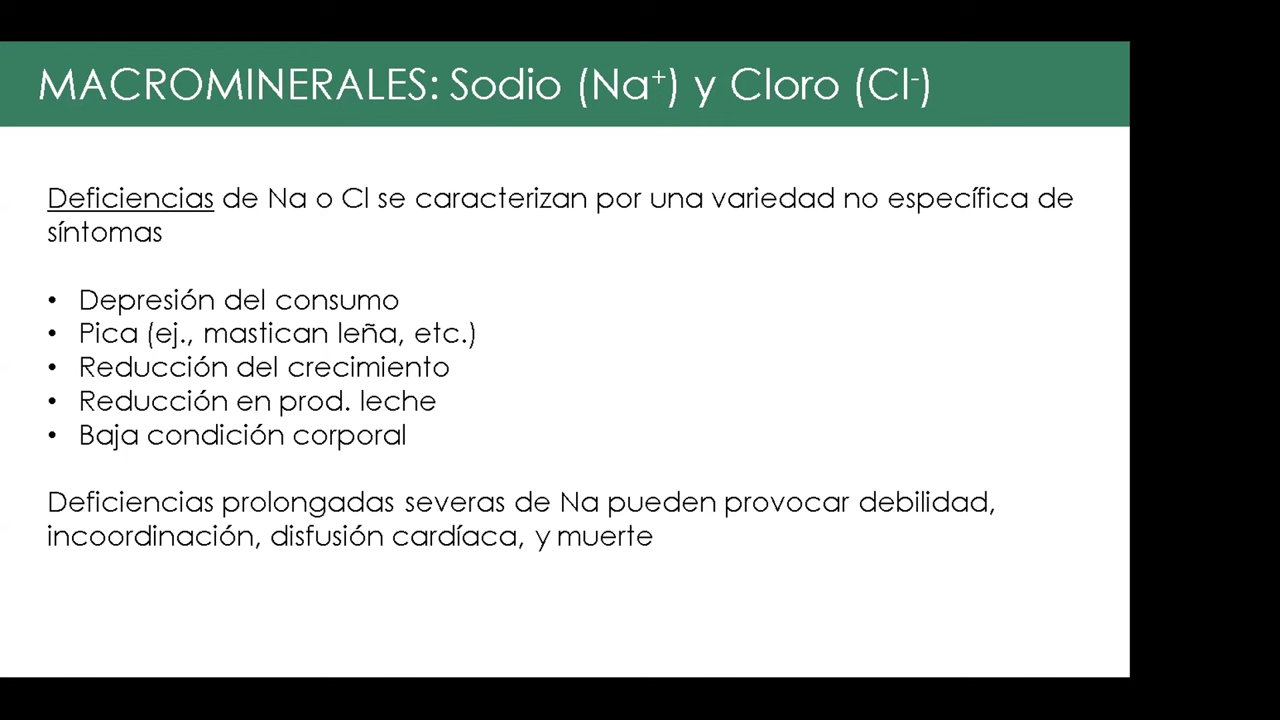 MACROMINERALES: Sodio (Na⁺) y Cloro (Cl⁻)
Deficiencias de Na o Cl se caracterizan por una variedad no específica de
síntomas
• Depresión del consumo
• Pica (ej., mastican leña, etc.)
• Reducción del crecimiento
• Reducción en prod. leche
• Baja condición corporal
Deficiencias prolongadas severas de Na pueden provocar debilidad,
incoordinación, disfusión cardíaca, y muerte